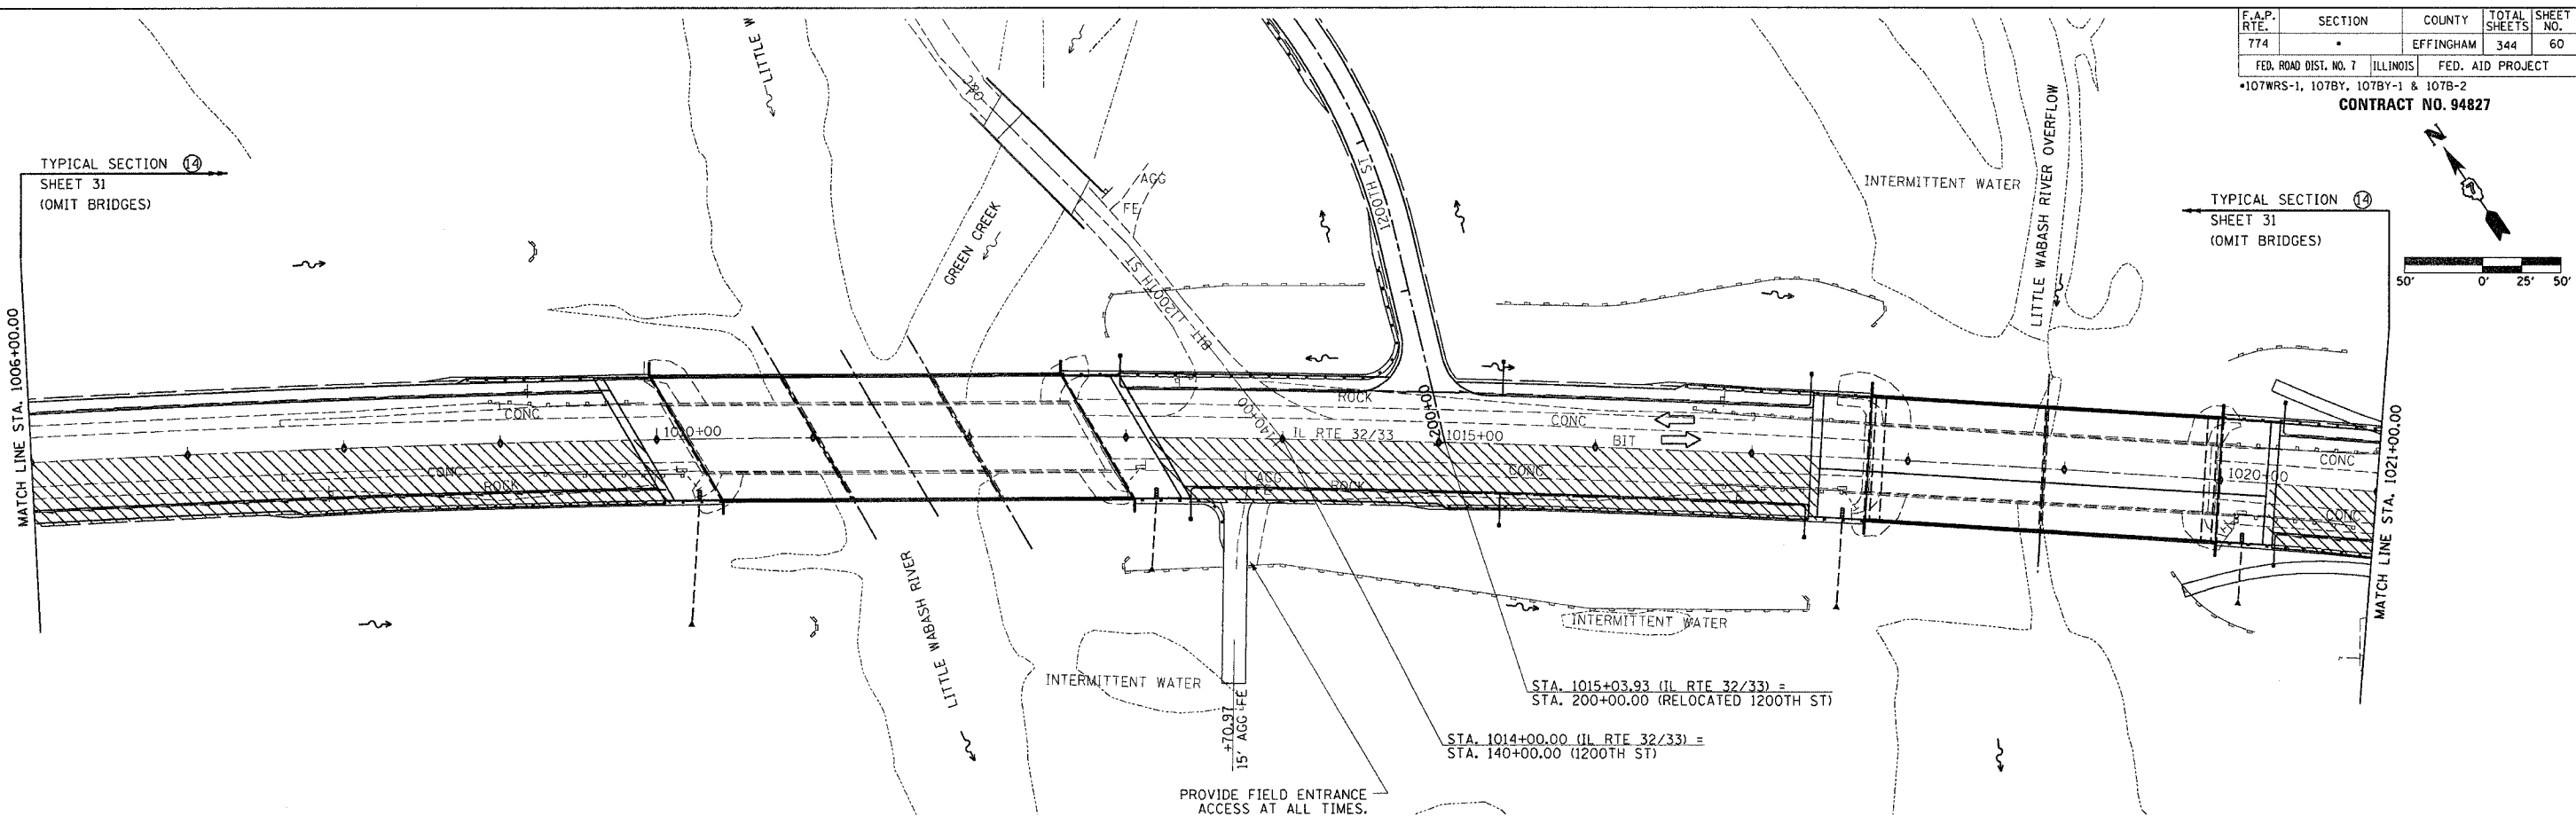 F.A.P. RTE. SECTION COUNTY TOTAL SHEETS SHEET NO.
774 * EFFINGHAM 344 60
FED. ROAD DIST. NO. 7 ILLINOIS FED. AID PROJECT
*107WRS-1, 107BY, 107BY-1 & 107B-2
CONTRACT NO. 94827
N
7
50' 0' 25' 50'
TYPICAL SECTION 14
SHEET 31
(OMIT BRIDGES)
TYPICAL SECTION 14
SHEET 31
(OMIT BRIDGES)
MATCH LINE STA. 1006+00.00
MATCH LINE STA. 1021+00.00
LITTLE W
O&C
AGG
FE
GREEN CREEK
BIT 1200TH ST
1200TH ST
INTERMITTENT WATER
LITTLE WABASH RIVER OVERFLOW
CONC
1010+00
140+00
IL RTE 32/33
ROCK
200+00
1015+00
CONC
BIT
1020+00
CONC
CONC
ROCK
AGG
FE
ROCK
CONC
CONC
LITTLE WABASH RIVER
INTERMITTENT WATER
INTERMITTENT WATER
+70.97
15' AGG FE
STA. 1015+03.93 (IL RTE 32/33) =
STA. 200+00.00 (RELOCATED 1200TH ST)
STA. 1014+00.00 (IL RTE 32/33) =
STA. 140+00.00 (1200TH ST)
PROVIDE FIELD ENTRANCE
ACCESS AT ALL TIMES.